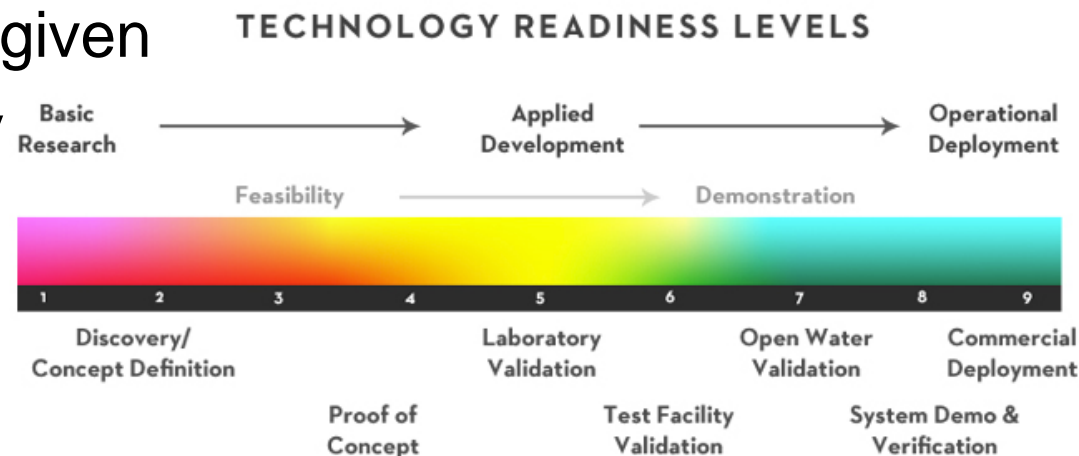 given
TECHNOLOGY READINESS LEVELS
Basic
Research
Applied
Development
Operational
Deployment
Feasibility
Demonstration
1 2 3 4 5 6 7 8 9
Discovery/
Concept Definition
Laboratory
Validation
Open Water
Validation
Commercial
Deployment
Proof of
Concept
Test Facility
Validation
System Demo &
Verification